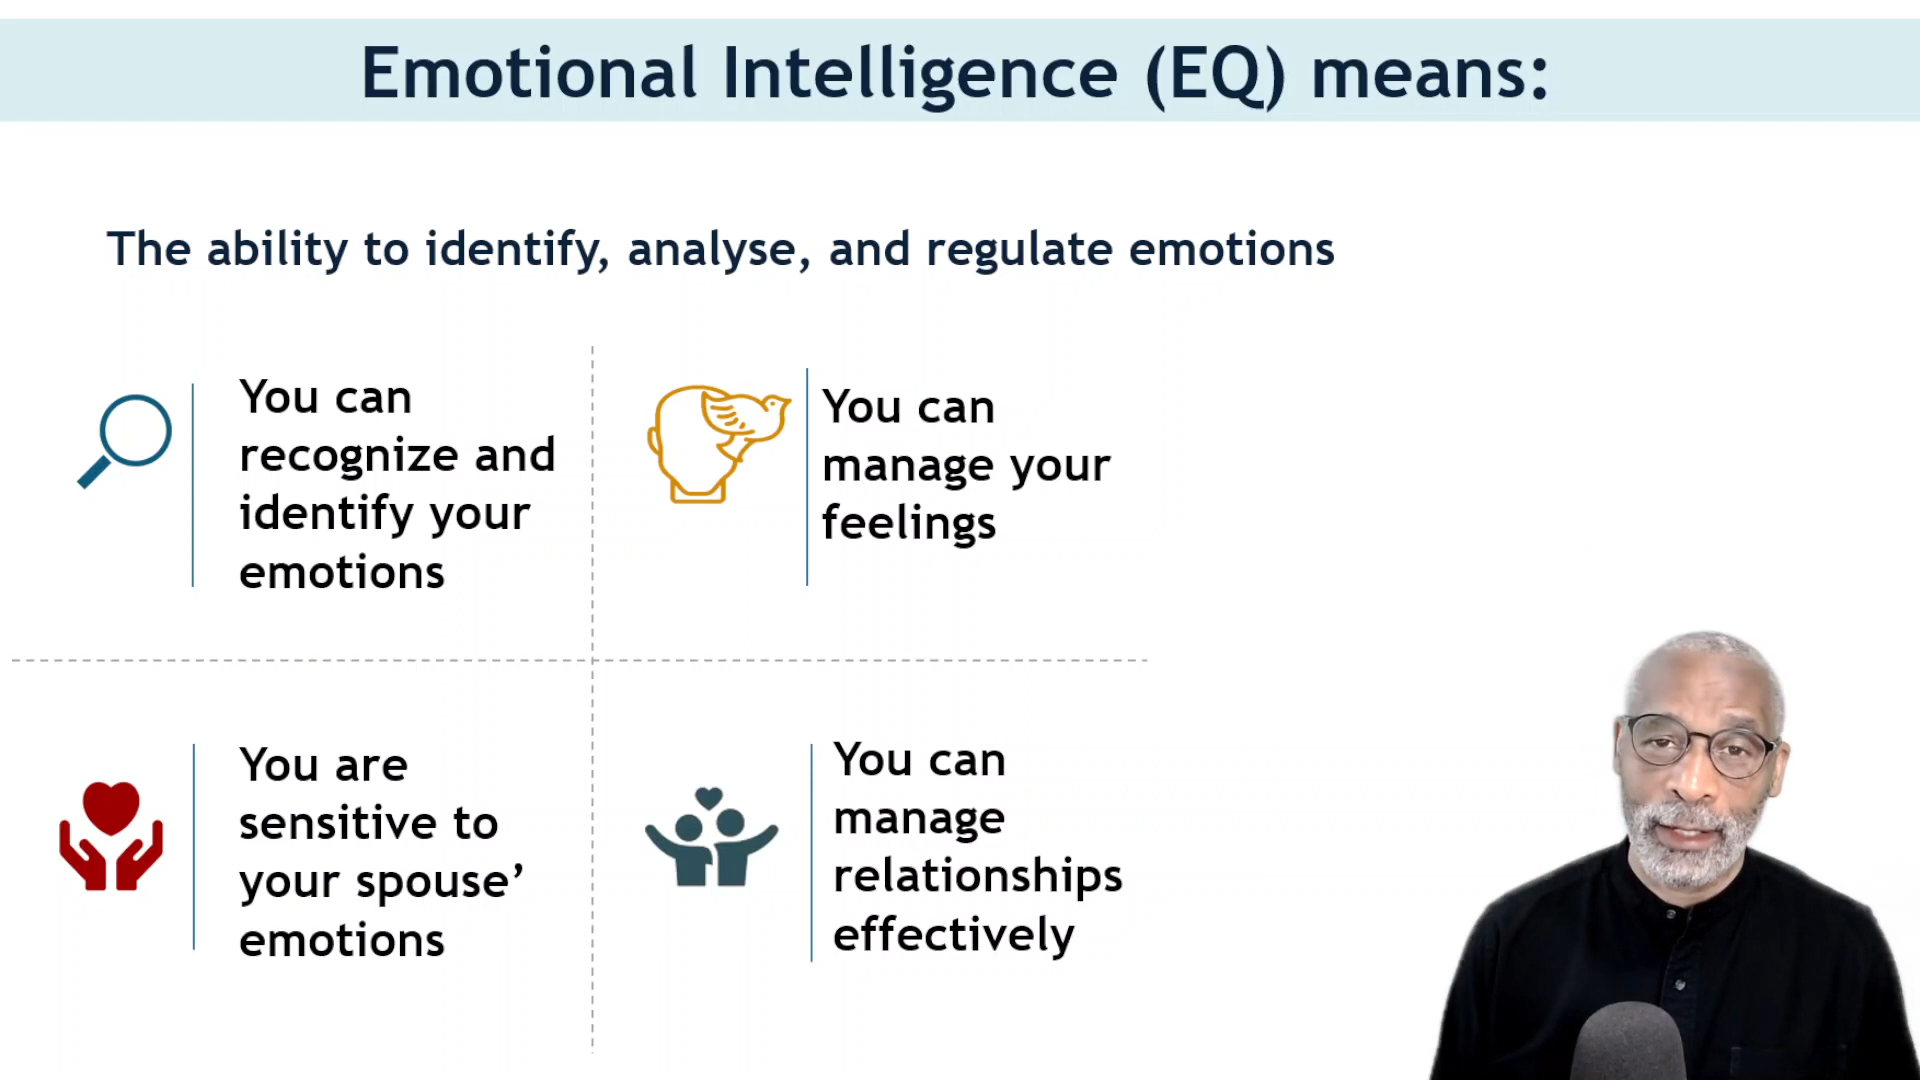 Emotional Intelligence (EQ) means:
The ability to identify, analyse, and regulate emotions
You can
recognize and
identify your
emotions
You can
manage your
feelings
You are
sensitive to
your spouse’
emotions
You can
manage
relationships
effectively